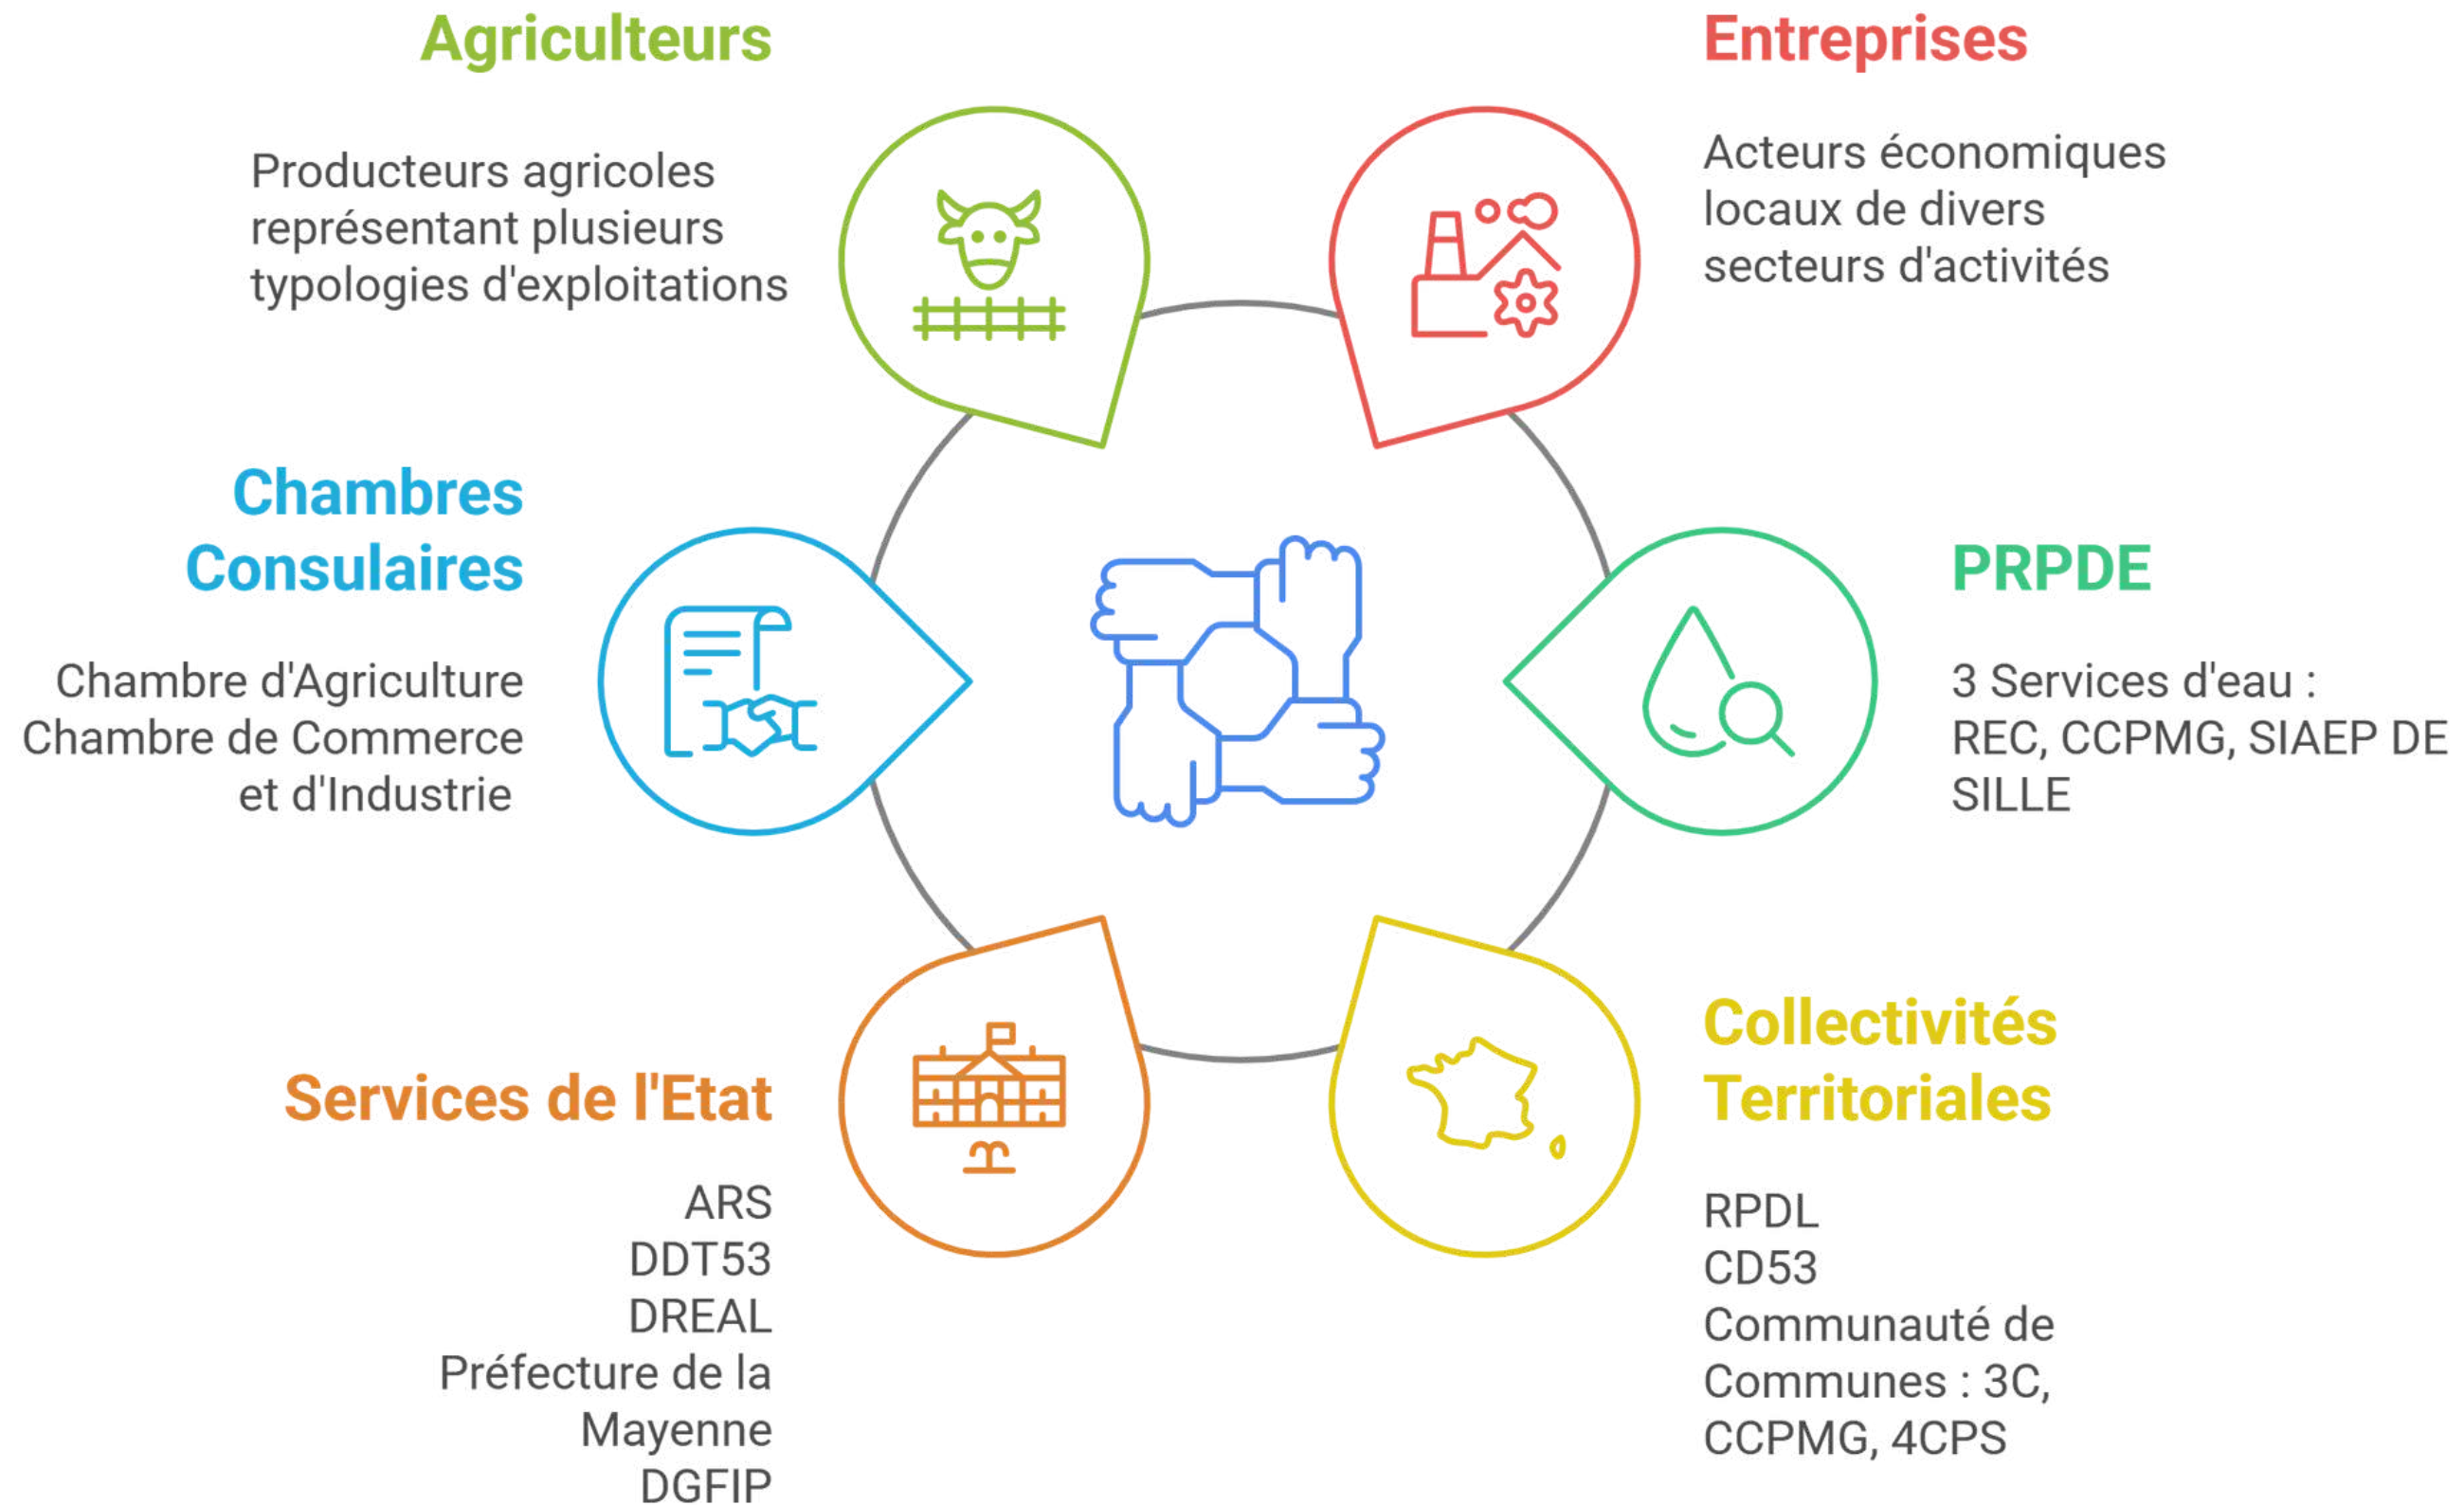 Agriculteurs
Producteurs agricoles
représentant plusieurs
typologies d'exploitations
Entreprises
Acteurs économiques
locaux de divers
secteurs d'activités
Chambres
Consulaires
Chambre d'Agriculture
Chambre de Commerce
et d'Industrie
PRPDE
3 Services d'eau :
REC, CCPMG, SIAEP DE
SILLE
Services de l'Etat
ARS
DDT53
DREAL
Préfecture de la
Mayenne
DGFIP
Collectivités
Territoriales
RPDL
CD53
Communauté de
Communes : 3C,
CCPMG, 4CPS